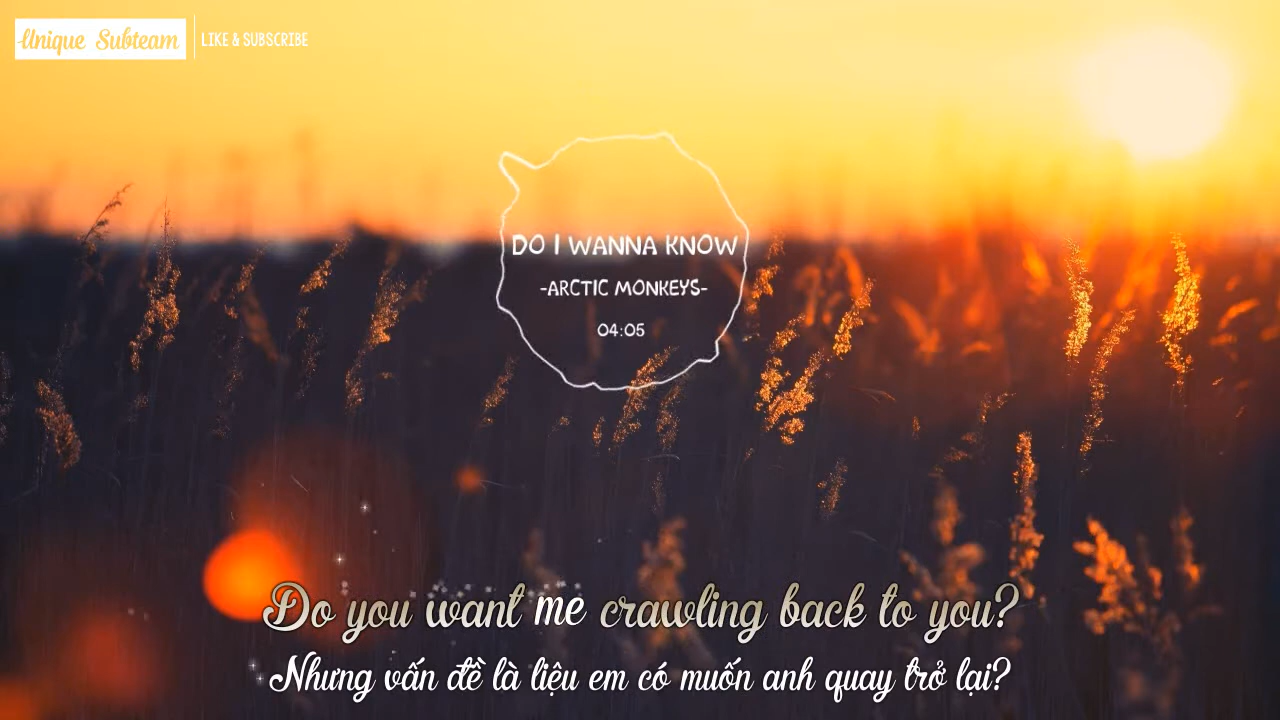 Unique Subteam
LIKE & SUBSCRIBE
DO I WANNA KNOW
-ARCTIC MONKEYS-
04:05
Do you want me crawling back to you?
Nhưng vấn đề là liệu em có muốn anh quay trở lại?